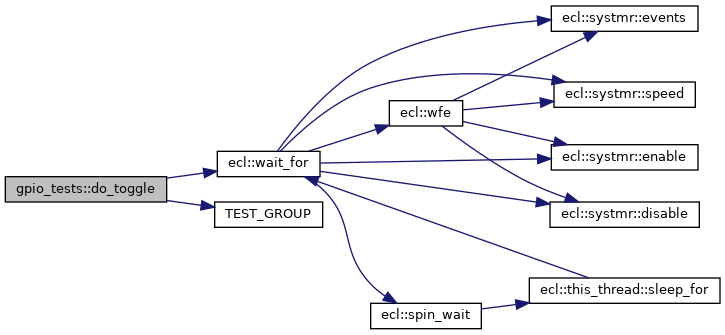 ecl::systmr::events
ecl::systmr::speed
ecl::wfe
ecl::wait_for
ecl::systmr::enable
gpio_tests::do_toggle
TEST_GROUP
ecl::systmr::disable
ecl::this_thread::sleep_for
ecl::spin_wait